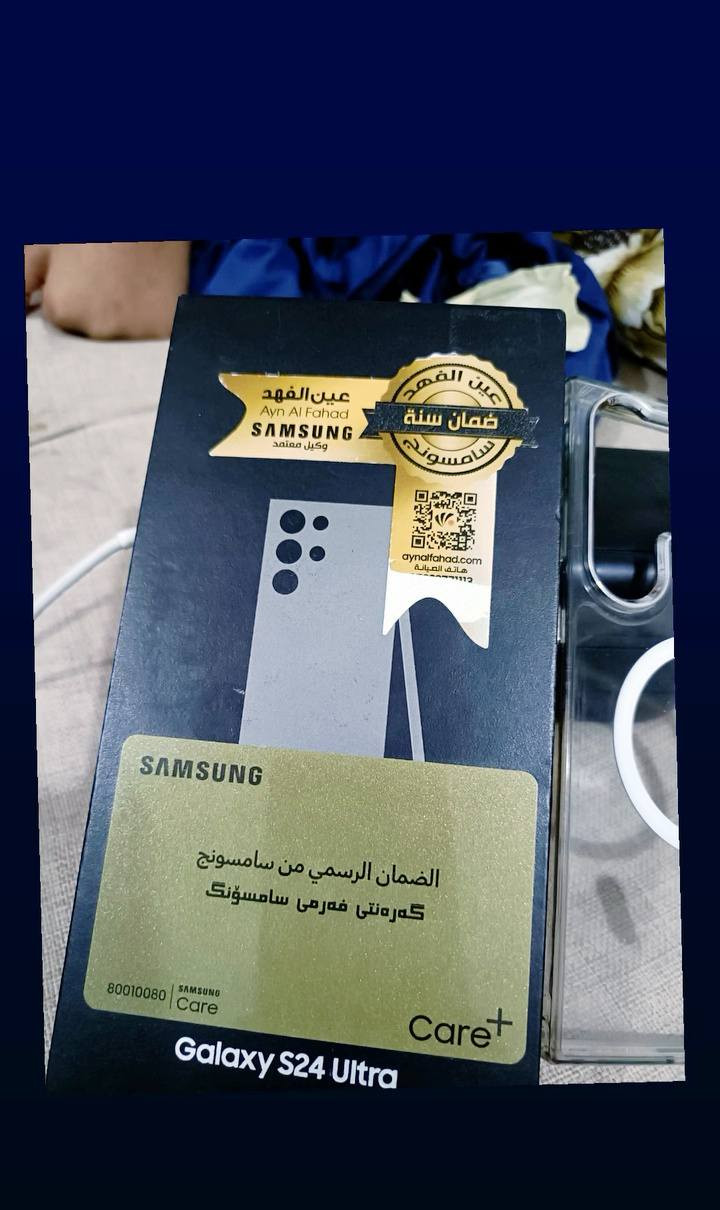 عين الفهد
Ayn Al Fahad
SAMSUNG
وكيل معتمد
عين الفهد
ضمان سنة
سامسونج
aynalfahad.com
هاتف الصيانة
SAMSUNG
الضمان الرسمي من سامسونج
گەرەنتی فەرمی سامسۆنگ
80010080 | SAMSUNG Care
Care+
Galaxy S24 Ultra